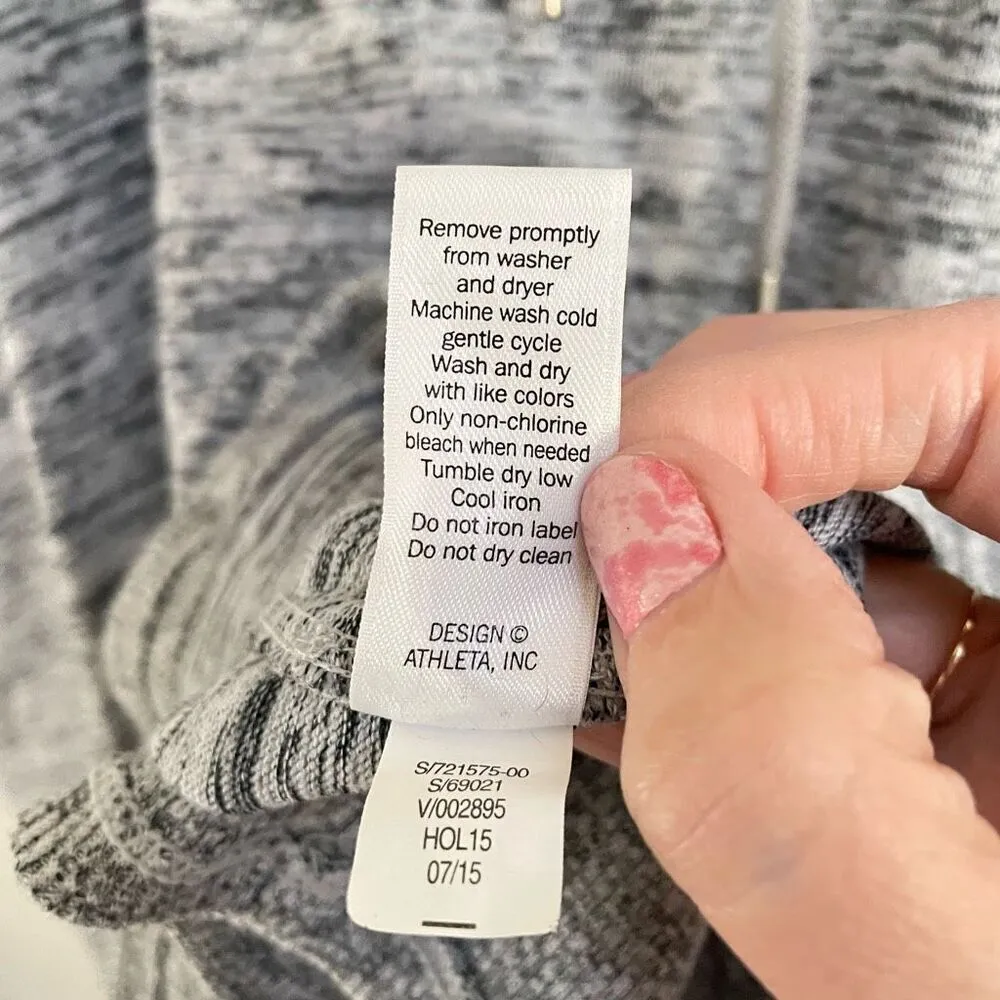 Remove promptly
from washer
and dryer
Machine wash cold
gentle cycle
Wash and dry
with like colors
Only non-chlorine
bleach when needed
Tumble dry low
Cool iron
Do not iron label
Do not dry clean
DESIGN ©
ATHLETA, INC
S/721575-00
S/69021
V/002895
HOL15
07/15